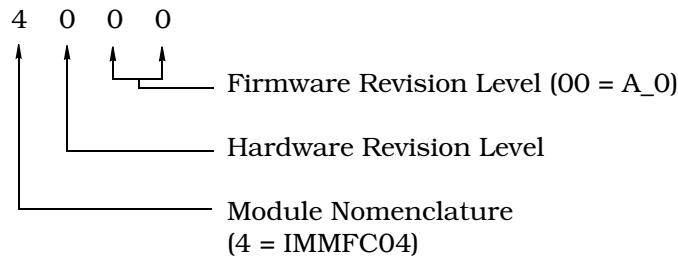 4 0 0 0
Firmware Revision Level (00 = A_0)
Hardware Revision Level
Module Nomenclature
(4 = IMMFC04)